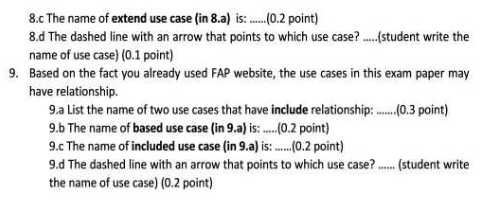 8.c The name of extend use case (in 8.a) is: ......(0.2 point)
8.d The dashed line with an arrow that points to which use case? .....(student write the
name of use case) (0.1 point)
9. Based on the fact you already used FAP website, the use cases in this exam paper may
have relationship.
9.a List the name of two use cases that have include relationship: .......(0.3 point)
9.b The name of based use case (in 9.a) is: .....(0.2 point)
9.c The name of included use case (in 9.a) is: ......(0.2 point)
9.d The dashed line with an arrow that points to which use case? ...... (student write
the name of use case) (0.2 point)